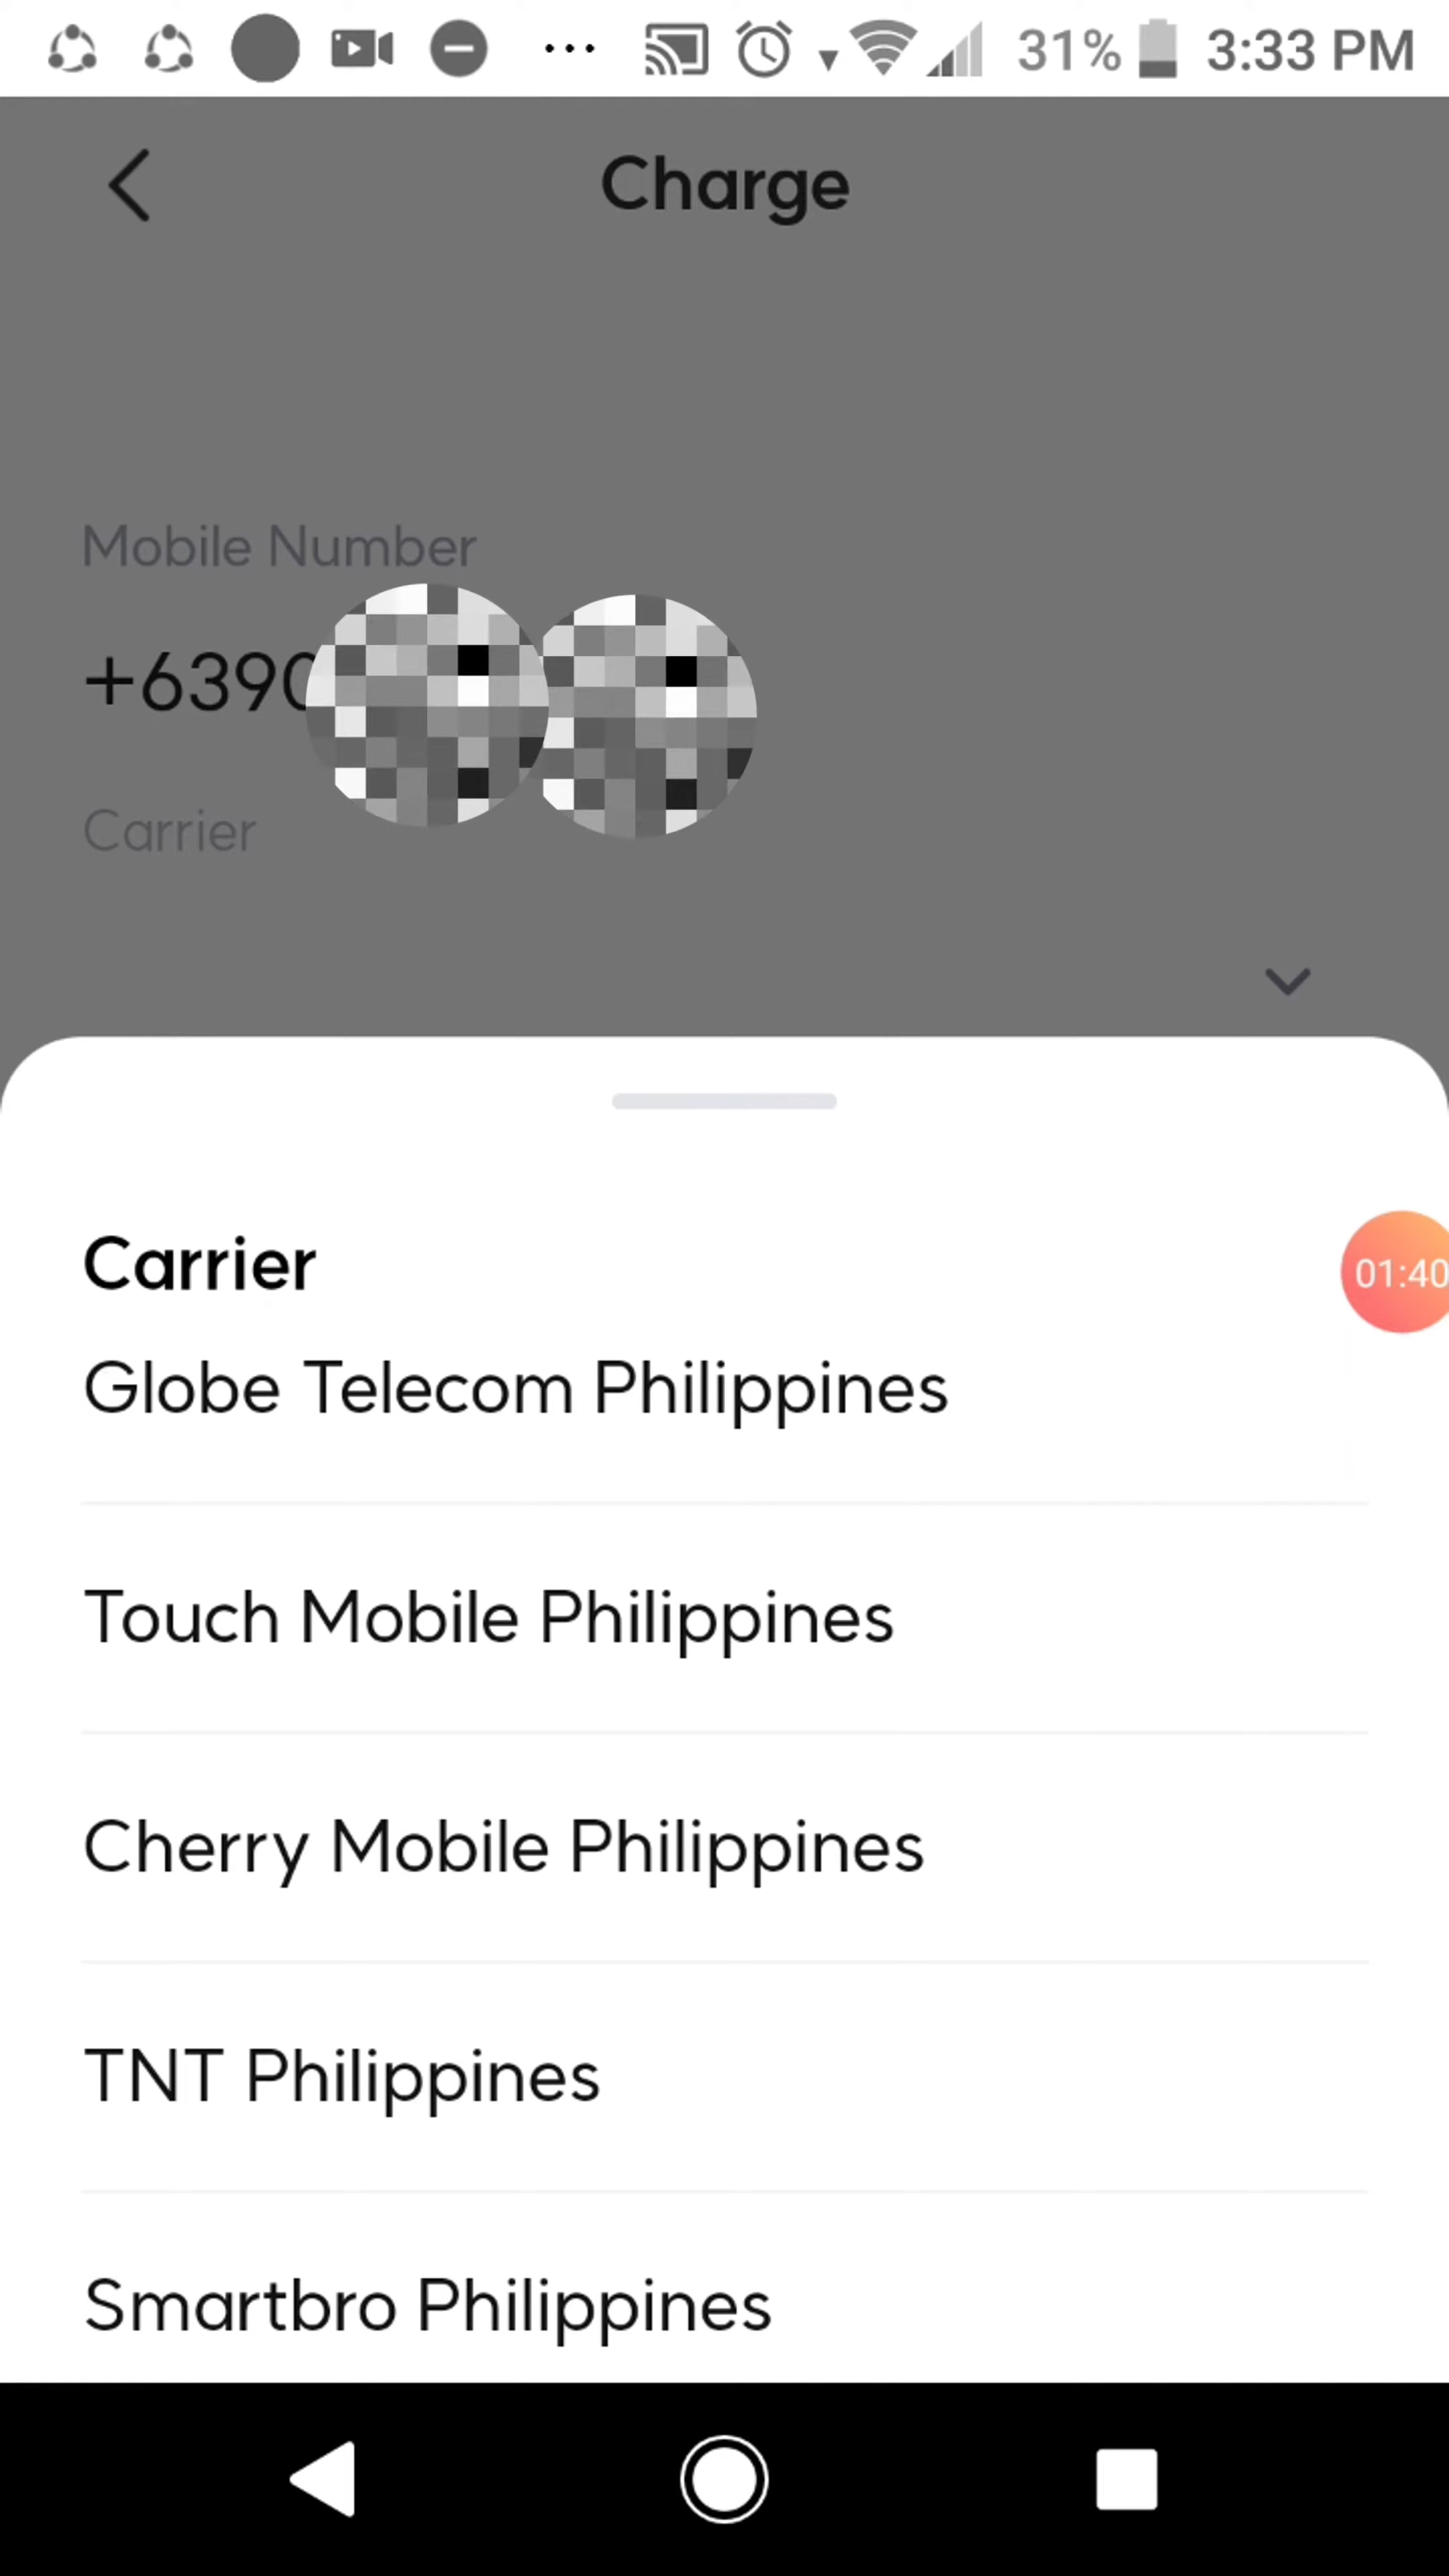 31% 3:33 PM
Charge
Mobile Number
+6390
Carrier
Carrier
01:40
Globe Telecom Philippines
Touch Mobile Philippines
Cherry Mobile Philippines
TNT Philippines
Smartbro Philippines